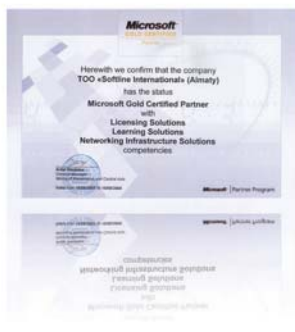 Microsoft
GOLD CERTIFIED
Partner
Herewith we confirm that the company
TOO «Softline International» (Almaty)
has the status
Microsoft Gold Certified Partner
with
Licensing Solutions
Learning Solutions
Networking Infrastructure Solutions
competencies
Microsoft | Partner Program